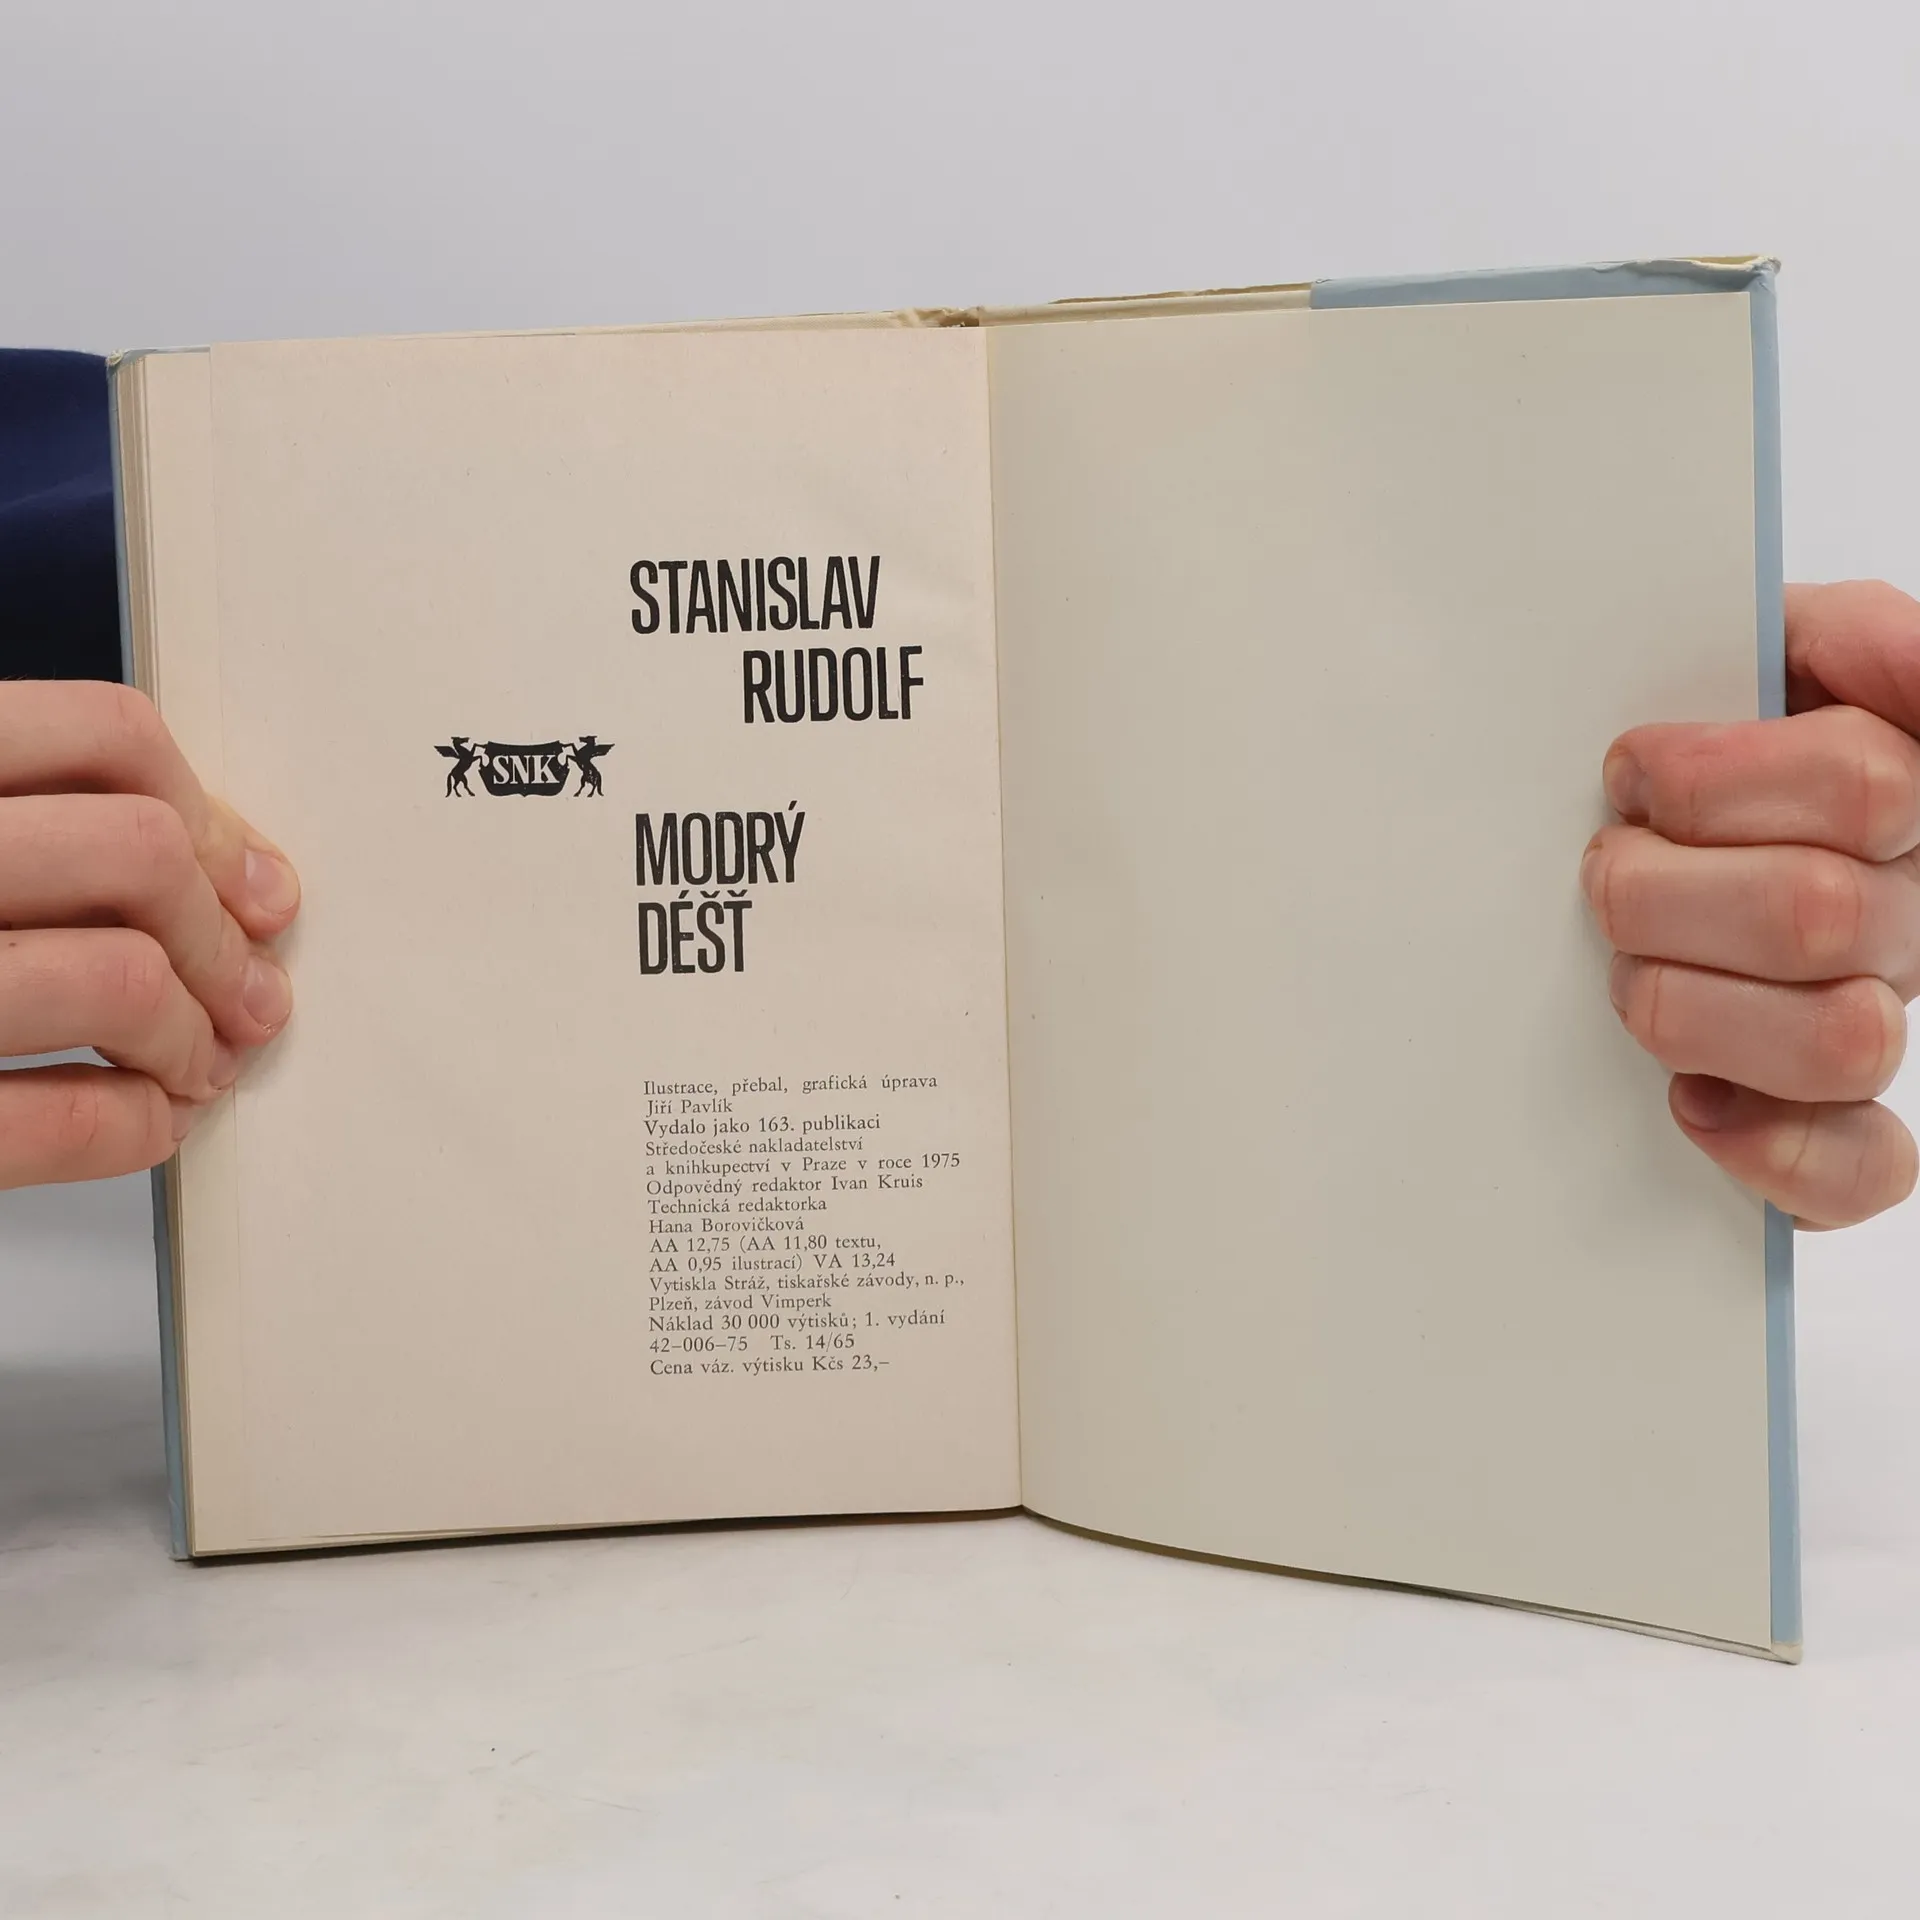 STANISLAV
RUDOLF
SNK
MODRÝ
DÉŠŤ
Ilustrace, přebal, grafická úprava
Jiří Pavlík
Vydalo jako 163. publikaci
Středočeské nakladatelství
a knihkupectví v Praze v roce 1975
Odpovědný redaktor Ivan Kruis
Technická redaktorka
Hana Borovičková
AA 12,75 (AA 11,80 textu,
AA 0,95 ilustrací) VA 13,24
Vytiskla Stráž, tiskařské závody, n. p.,
Plzeň, závod Vimperk
Náklad 30 000 výtisků; 1. vydání
42–006–75 Ts. 14/65
Cena váz. výtisku Kčs 23,–